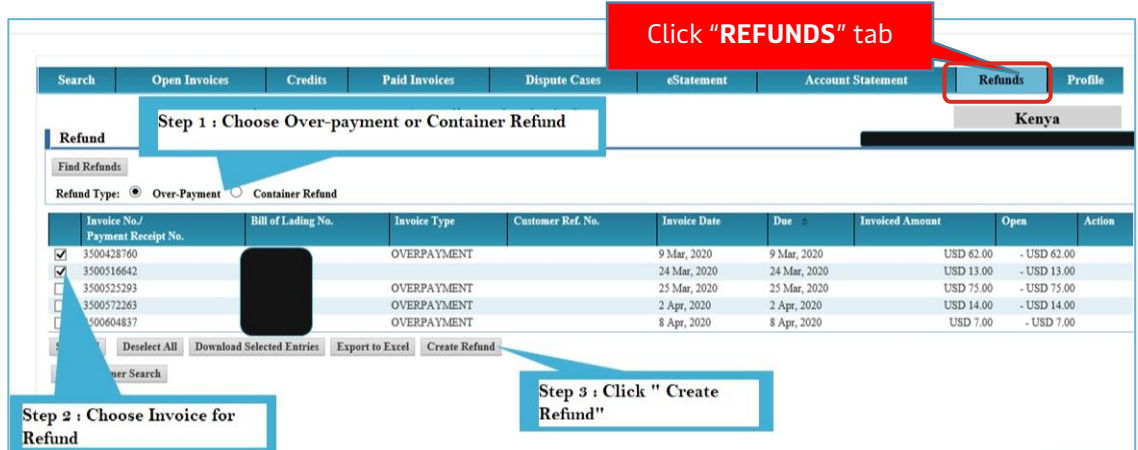 Click “REFUNDS” tab
Search Open Invoices Credits Paid Invoices Dispute Cases eStatement Account Statement Refunds Profile
Step 1 : Choose Over-payment or Container Refund
Kenya
Refund
Find Refunds
Refund Type: Over-Payment Container Refund
Invoice No./ Bill of Lading No. Invoice Type Customer Ref. No. Invoice Date Due Invoiced Amount Open Action
Payment Receipt No.
3500428760 OVERPAYMENT 9 Mar, 2020 9 Mar, 2020 USD 62.00 - USD 62.00
3500516642 24 Mar, 2020 24 Mar, 2020 USD 13.00 - USD 13.00
3500525293 OVERPAYMENT 25 Mar, 2020 25 Mar, 2020 USD 75.00 - USD 75.00
3500572263 OVERPAYMENT 2 Apr, 2020 2 Apr, 2020 USD 14.00 - USD 14.00
3500604837 OVERPAYMENT 8 Apr, 2020 8 Apr, 2020 USD 7.00 - USD 7.00
Deselect All Download Selected Entries Export to Excel Create Refund
Search
Step 3 : Click " Create
Refund"
Step 2 : Choose Invoice for
Refund